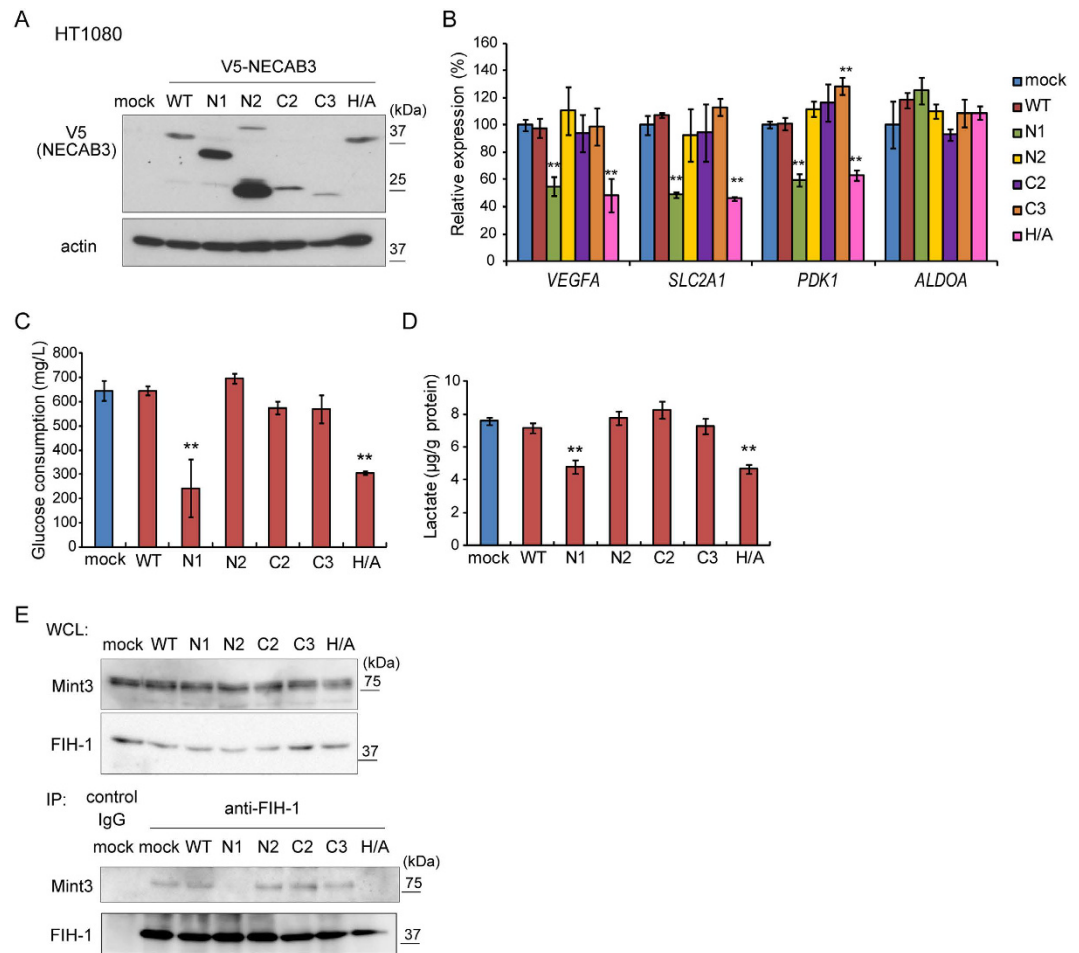 A
HT1080
V5-NECAB3
mock WT N1 N2 C2 C3 H/A
(kDa)
V5
(NECAB3)
37
25
actin
37
B
Relative expression (%)
160
140
120
100
80
60
40
20
0
** ** ** ** ** ** **
VEGFA SLC2A1 PDK1 ALDOA
mock
WT
N1
N2
C2
C3
H/A
C
Glucose consumption (mg/L)
800
700
600
500
400
300
200
100
0
** **
mock WT N1 N2 C2 C3 H/A
D
Lactate (µg/g protein)
10
8
6
4
2
0
** **
mock WT N1 N2 C2 C3 H/A
E
WCL:
mock WT N1 N2 C2 C3 H/A
(kDa)
Mint3
75
FIH-1
37
IP: control
IgG
anti-FIH-1
mock mock WT N1 N2 C2 C3 H/A
(kDa)
Mint3
75
FIH-1
37